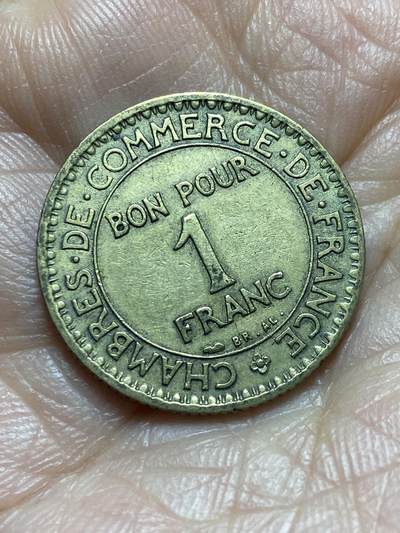 CHAMBRES·DE·COMMERCE·DE·FRANCE
BON POUR
1
FRANC
BR. AL.